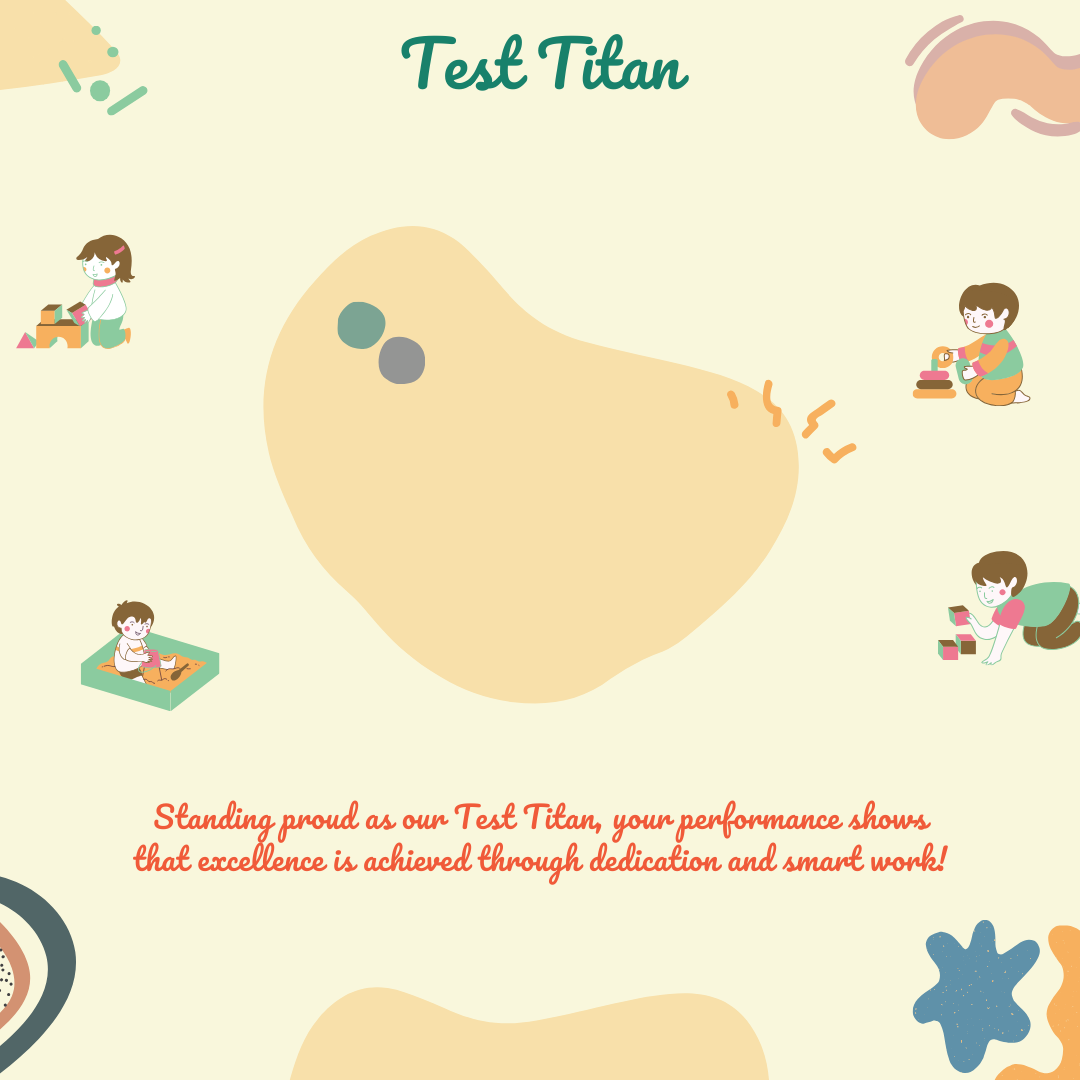 Test Titan
Standing proud as our Test Titan, your performance shows
that excellence is achieved through dedication and smart work!